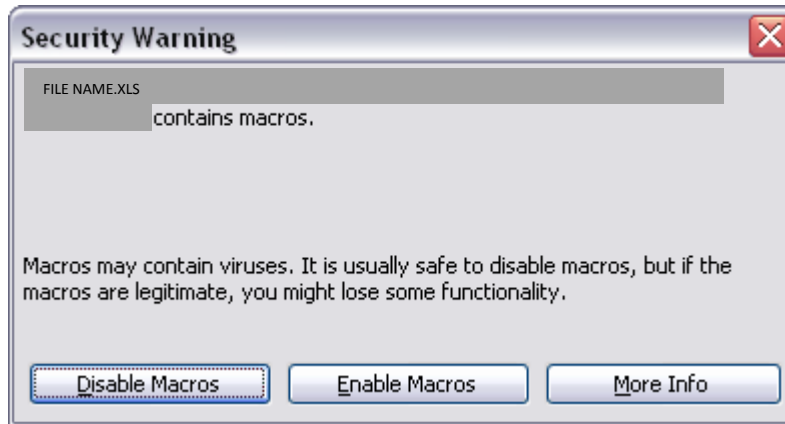 Security Warning
FILE NAME.XLS
contains macros.
Macros may contain viruses. It is usually safe to disable macros, but if the
macros are legitimate, you might lose some functionality.
Disable Macros Enable Macros More Info